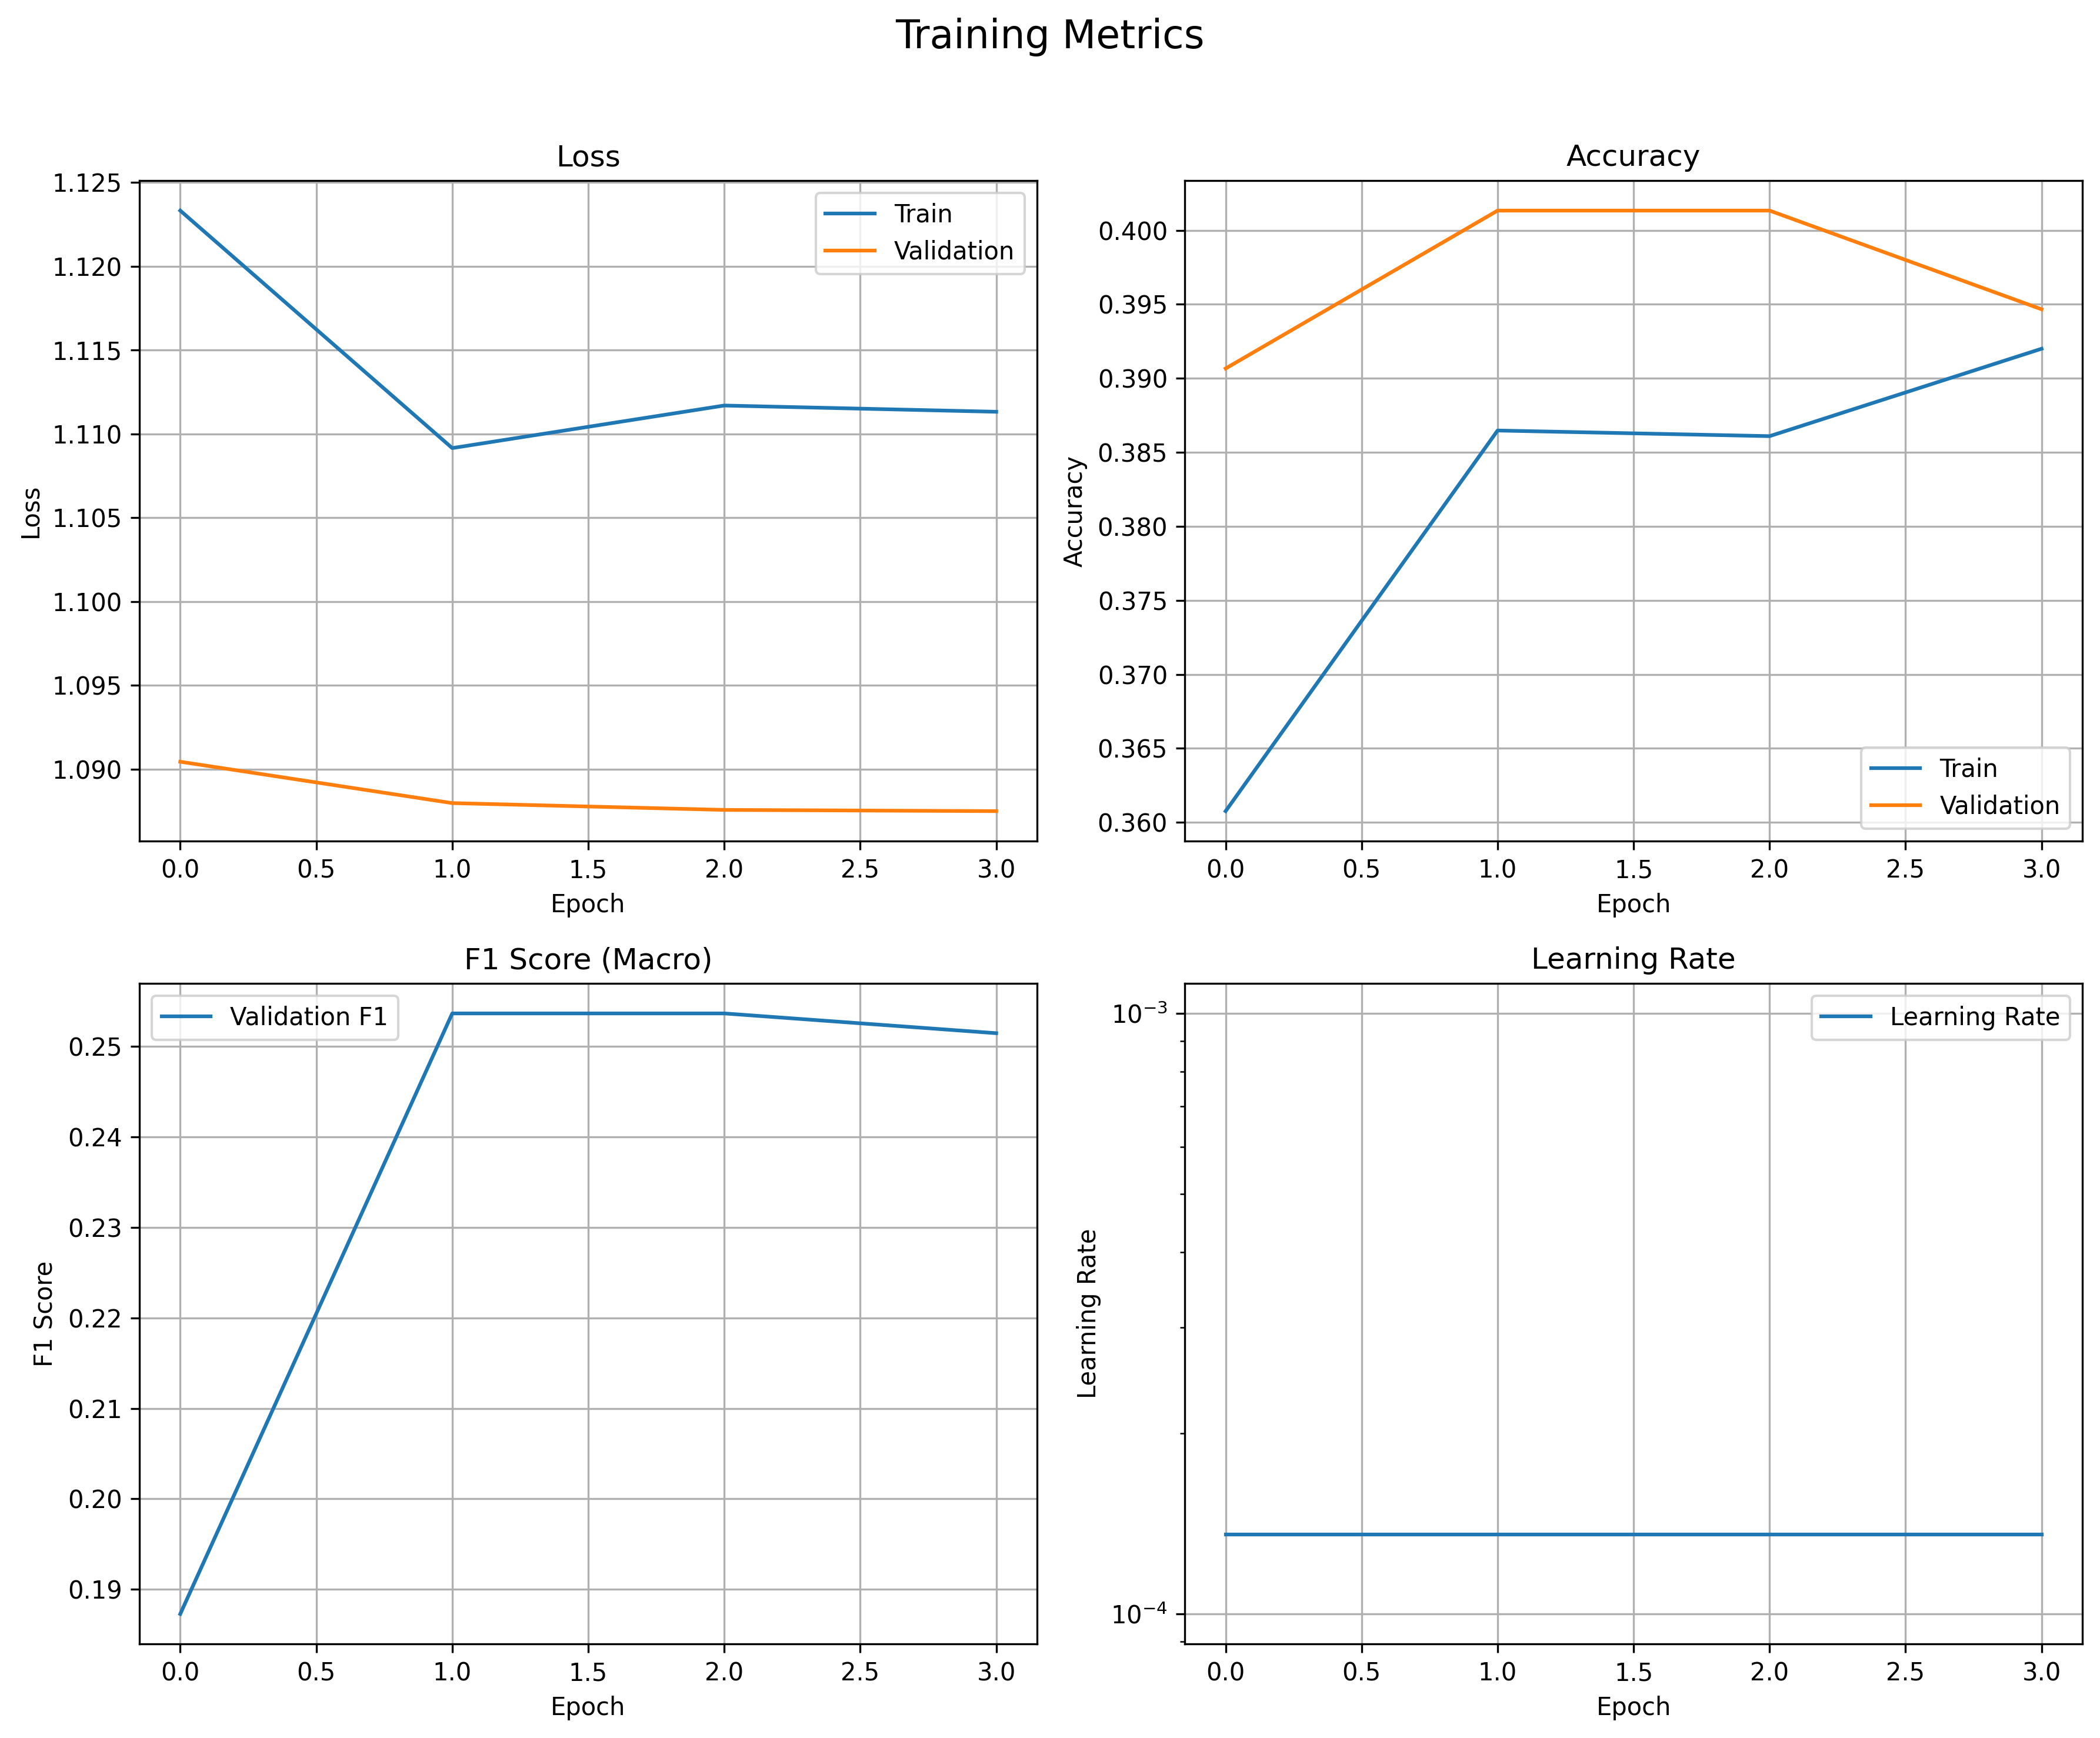 Training Metrics
Loss
1.125
1.120
1.115
1.110
1.105
1.100
1.095
1.090
Loss
Train
Validation
0.0 0.5 1.0 1.5 2.0 2.5 3.0
Epoch
Accuracy
0.400
0.395
0.390
0.385
0.380
0.375
0.370
0.365
0.360
Accuracy
Train
Validation
0.0 0.5 1.0 1.5 2.0 2.5 3.0
Epoch
F1 Score (Macro)
0.25
0.24
0.23
0.22
0.21
0.20
0.19
F1 Score
Validation F1
0.0 0.5 1.0 1.5 2.0 2.5 3.0
Epoch
Learning Rate
10⁻³
10⁻⁴
Learning Rate
Learning Rate
0.0 0.5 1.0 1.5 2.0 2.5 3.0
Epoch